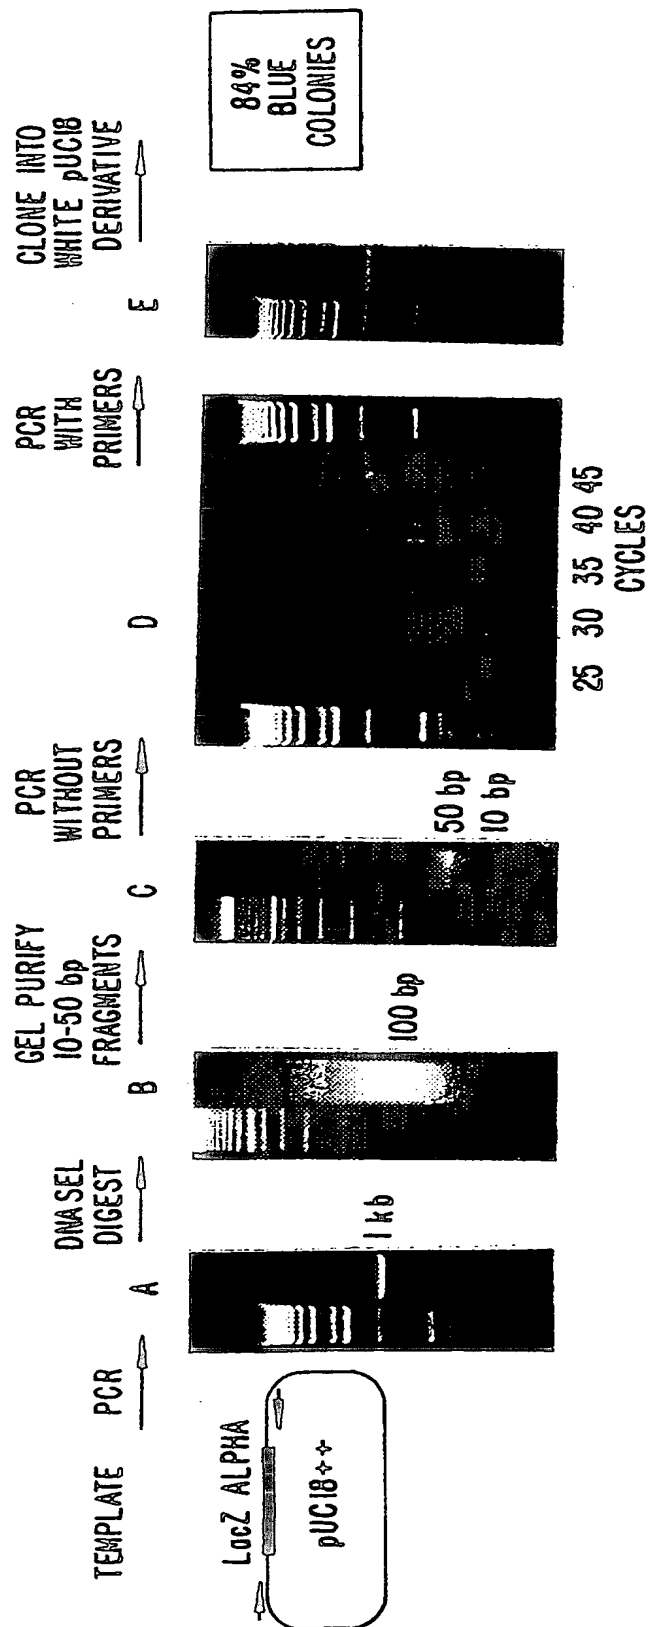 TEMPLATE
PCR
DNASEL
DIGEST
GEL PURIFY
10-50 bp
FRAGMENTS
PCR
WITHOUT
PRIMERS
PCR
WITH
PRIMERS
CLONE INTO
WHITE pUC18
DERIVATIVE
A
B
C
D
E
LacZ ALPHA
pUC18++
1 kb
100 bp
50 bp
10 bp
84%
BLUE
COLONIES
25 30 35 40 45
CYCLES